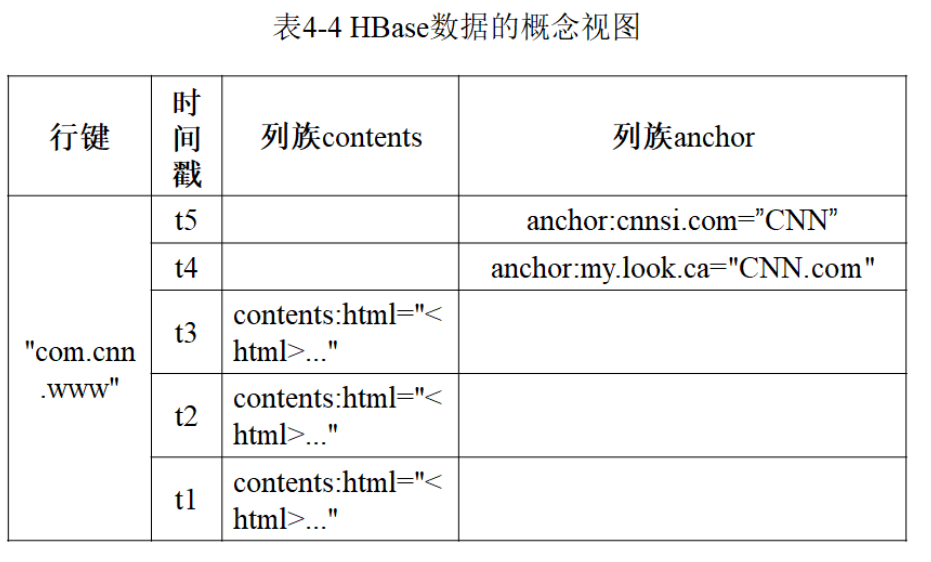 表4-4 HBase数据的概念视图
行键
时
间
戳
列族contents
列族anchor
"com.cnn
.www"
t5
anchor:cnnsi.com=”CNN”
t4
anchor:my.look.ca="CNN.com"
t3
contents:html="<
html>..."
t2
contents:html="<
html>..."
t1
contents:html="<
html>..."